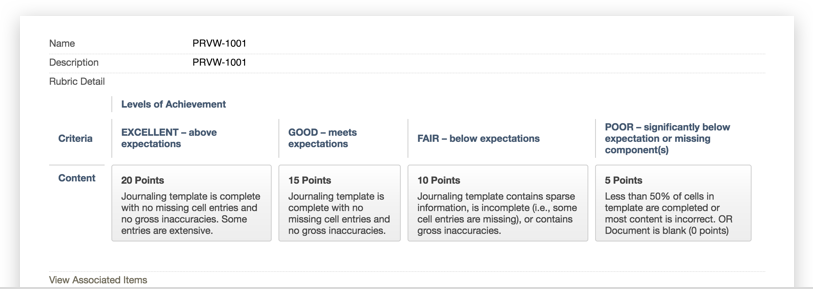 Name PRVW-1001
Description PRVW-1001
Rubric Detail
Levels of Achievement
Criteria
EXCELLENT – above
expectations
GOOD – meets
expectations
FAIR – below expectations
POOR – significantly below
expectation or missing
component(s)
Content
20 Points
Journaling template is complete
with no missing cell entries and
no gross inaccuracies. Some
entries are extensive.
15 Points
Journaling template is
complete with no
missing cell entries and
no gross inaccuracies.
10 Points
Journaling template contains sparse
information, is incomplete (i.e., some
cell entries are missing), or contains
gross inaccuracies.
5 Points
Less than 50% of cells in
template are completed or
most content is incorrect. OR
Document is blank (0 points)
View Associated Items